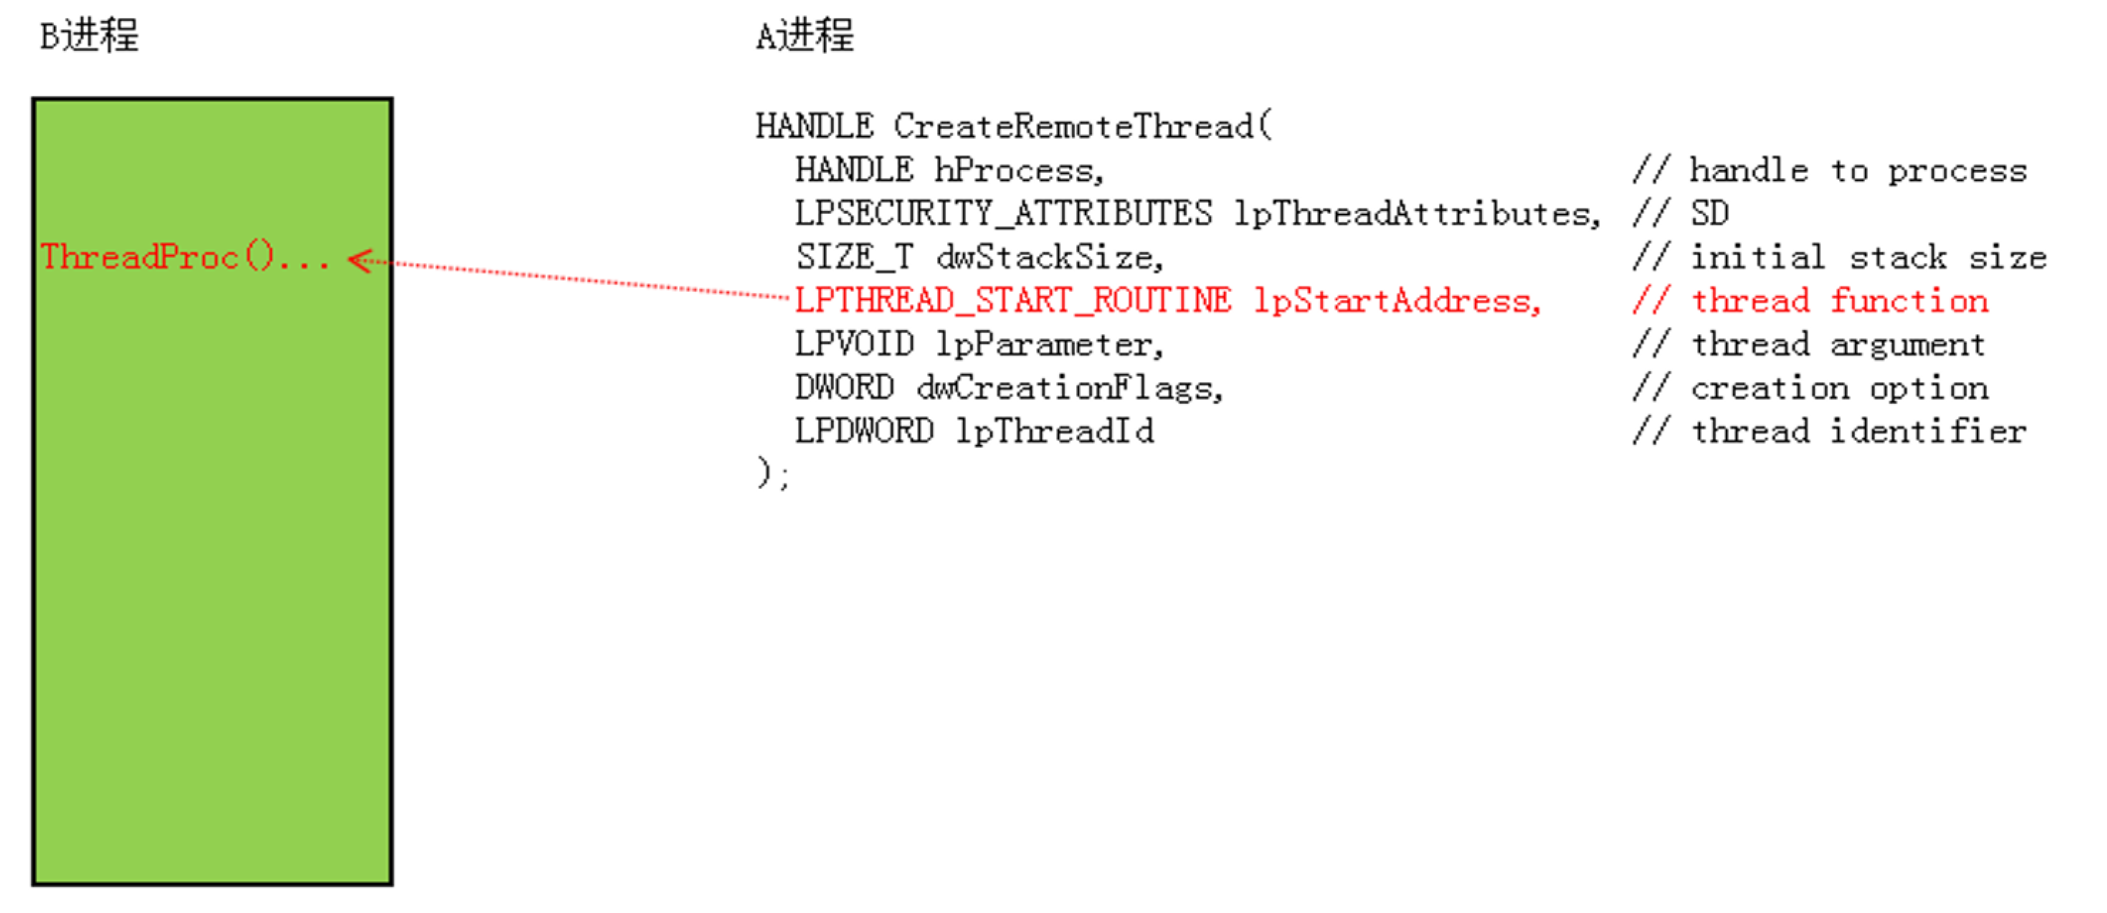 B进程
ThreadProc()...
A进程
HANDLE CreateRemoteThread(
  HANDLE hProcess, // handle to process
  LPSECURITY_ATTRIBUTES lpThreadAttributes, // SD
  SIZE_T dwStackSize, // initial stack size
  LPTHREAD_START_ROUTINE lpStartAddress, // thread function
  LPVOID lpParameter, // thread argument
  DWORD dwCreationFlags, // creation option
  LPDWORD lpThreadId // thread identifier
);